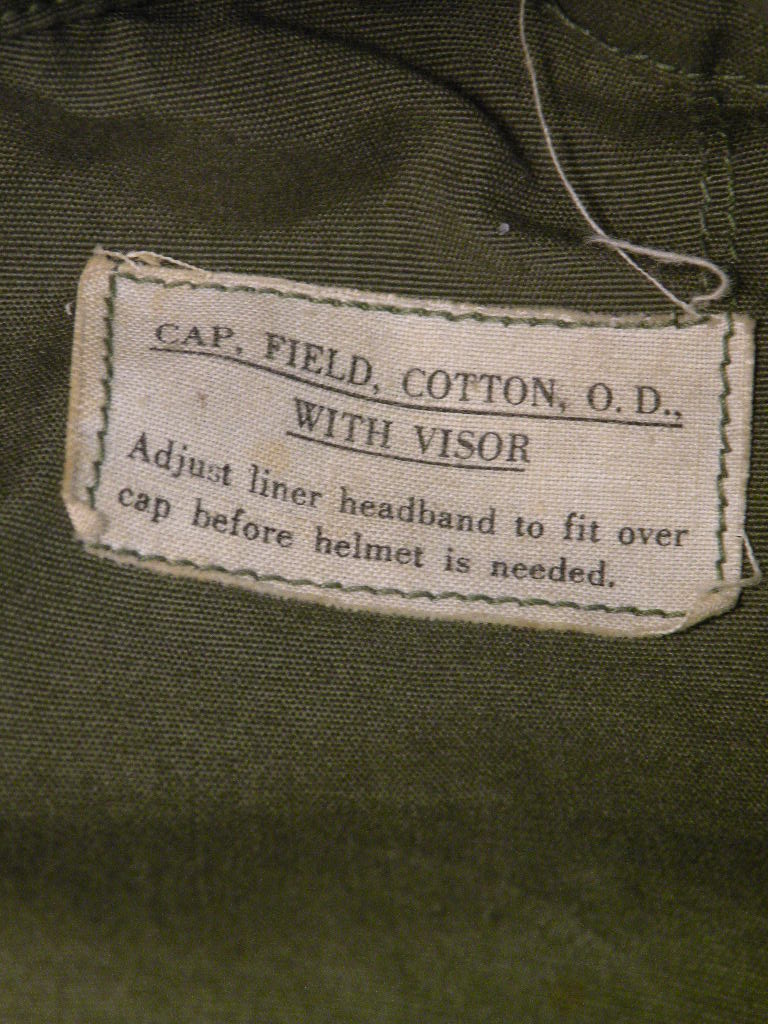 CAP, FIELD, COTTON, O. D.,
WITH VISOR
Adjust liner headband to fit over
cap before helmet is needed.